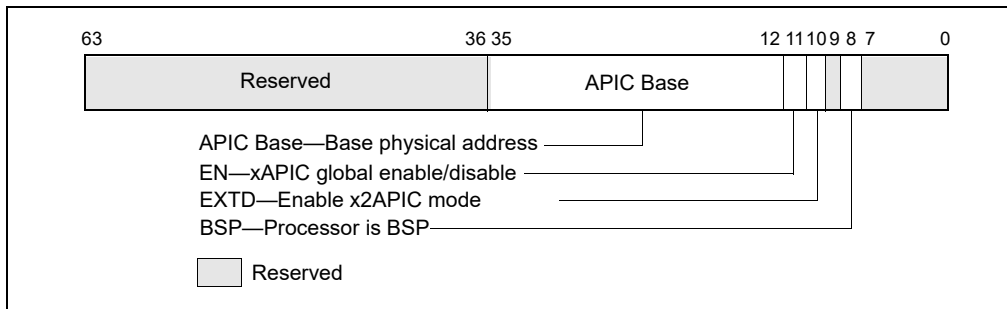 63 36 35 12 11 10 9 8 7 0
Reserved APIC Base
APIC Base—Base physical address
EN—xAPIC global enable/disable
EXTD—Enable x2APIC mode
BSP—Processor is BSP
Reserved